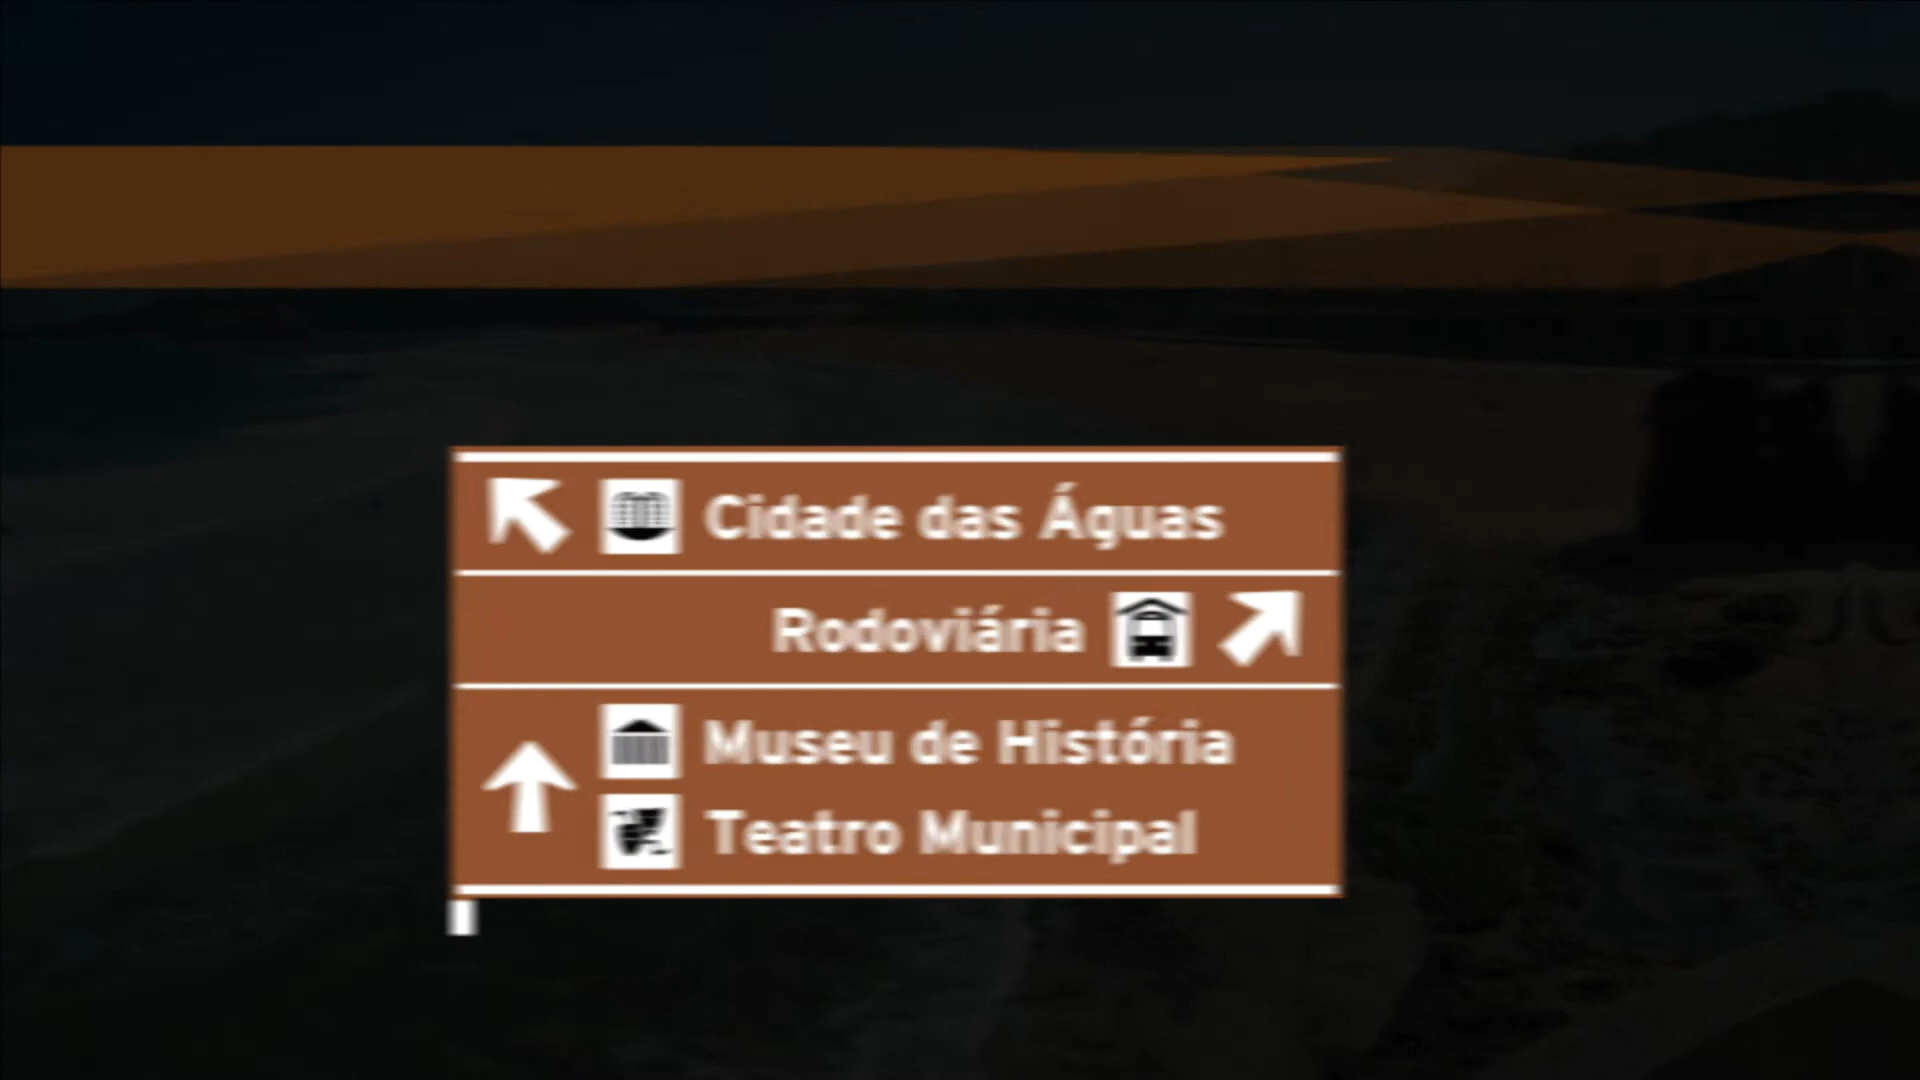 Cidade das Águas
Rodoviária
Museu de História
Teatro Municipal